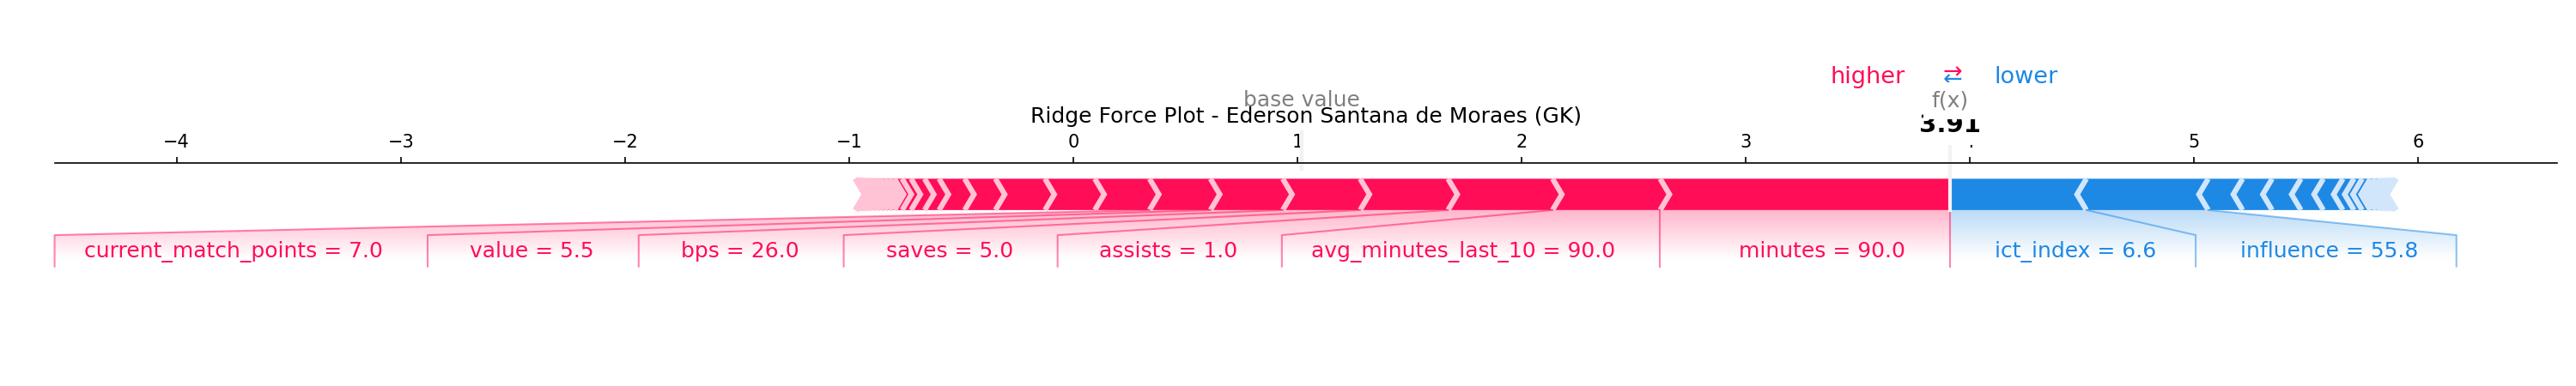 higher ⇄ lower
base value
f(x)
Ridge Force Plot - Ederson Santana de Moraes (GK)
3.91
−4 −3 −2 −1 0 1 2 3 5 6
current_match_points = 7.0 value = 5.5 bps = 26.0 saves = 5.0 assists = 1.0 avg_minutes_last_10 = 90.0 minutes = 90.0 ict_index = 6.6 influence = 55.8